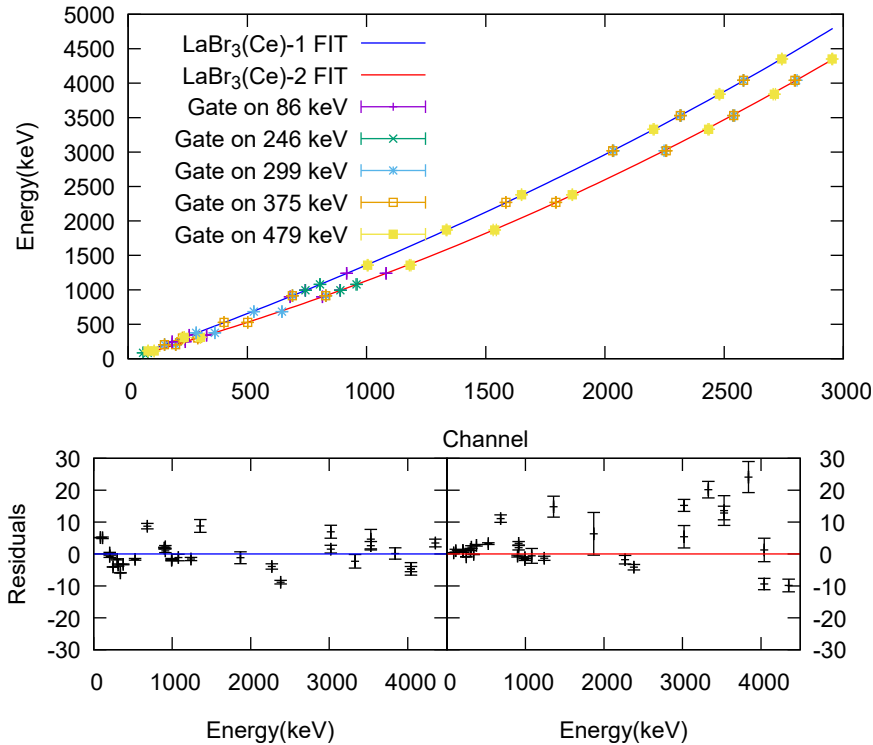 5000
4500
4000
3500
3000
2500
2000
1500
1000
500
0
Energy(keV)
LaBr3(Ce)-1 FIT
LaBr3(Ce)-2 FIT
Gate on 86 keV
Gate on 246 keV
Gate on 299 keV
Gate on 375 keV
Gate on 479 keV
0 500 1000 1500 2000 2500 3000
Channel
30
20
10
0
-10
-20
-30
Residuals
30
20
10
0
-10
-20
-30
0 1000 2000 3000 4000
0 1000 2000 3000 4000
Energy(keV)
Energy(keV)